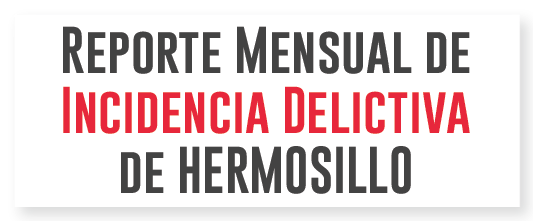 REPORTE MENSUAL DE
INCIDENCIA DELICTIVA
DE HERMOSILLO